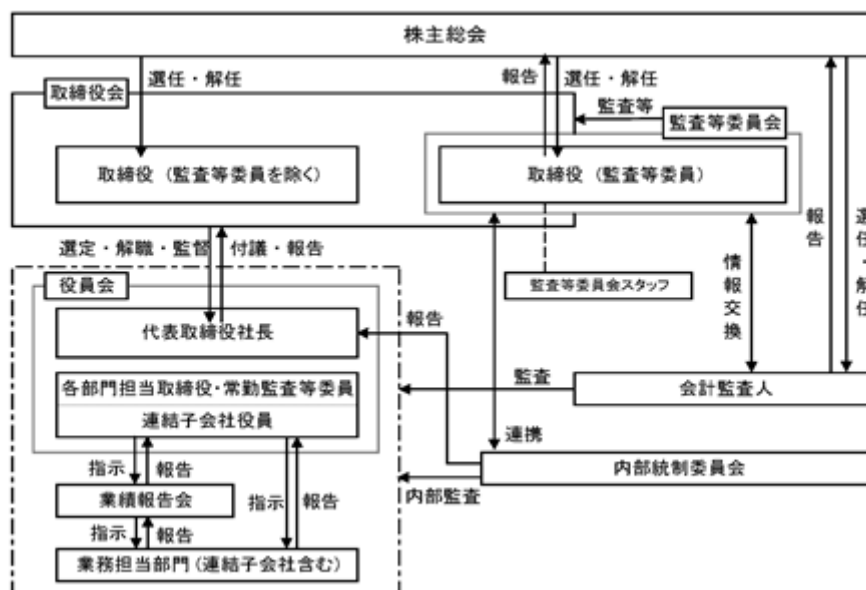 株主総会
選任・解任
報告
選任・解任
取締役会
監査等
監査等委員会
取締役（監査等委員を除く）
取締役（監査等委員）
報告
選任・解任
選定・解職・監督
付議・報告
情報交換
監査等委員会スタッフ
役員会
代表取締役社長
報告
各部門担当取締役・常勤監査等委員
連結子会社役員
監査
会計監査人
連携
指示
報告
内部統制委員会
業績報告会
指示
報告
内部監査
指示
報告
業務担当部門（連結子会社含む）